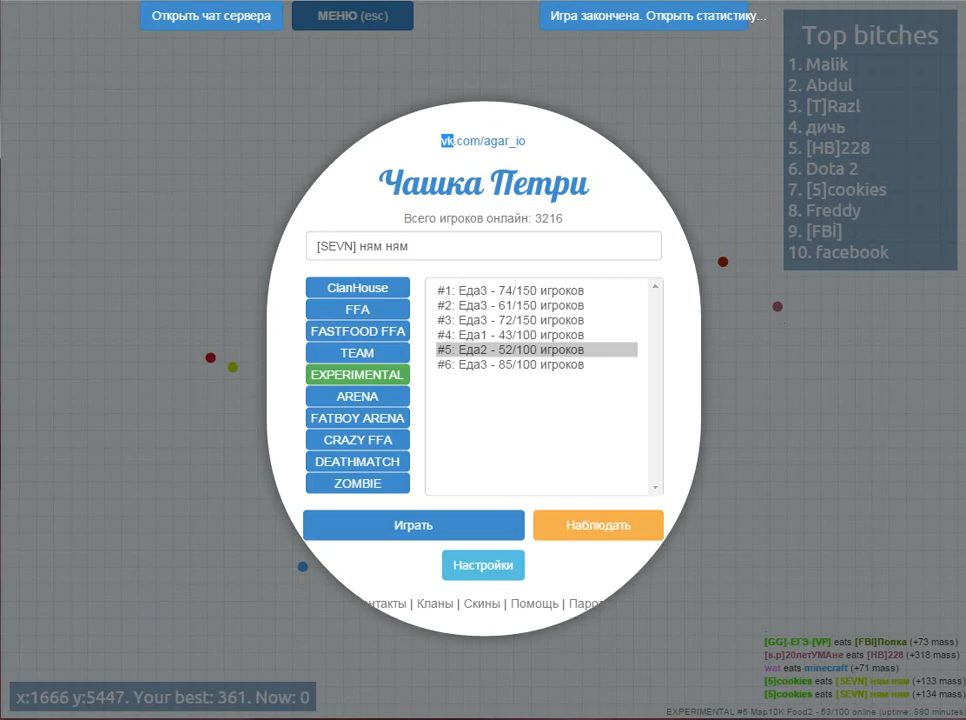 Открыть чат сервера
МЕНЮ (esc)
Игра закончена. Открыть статистику...
Top bitches
1. Malik
2. Abdul
3. [T]Razl
4. дичь
5. [HB]228
6. Dota 2
7. [5]cookies
8. Freddy
9. [FBİ]
10. facebook
vk.com/agar_io
Чашка Петри
Всего игроков онлайн: 3216
[SEVN] ням ням
ClanHouse
FFA
FASTFOOD FFA
TEAM
EXPERIMENTAL
ARENA
FATBOY ARENA
CRAZY FFA
DEATHMATCH
ZOMBIE
#1: Еда3 - 74/150 игроков
#2: Еда3 - 61/150 игроков
#3: Еда3 - 72/150 игроков
#4: Еда1 - 43/100 игроков
#5: Еда2 - 52/100 игроков
#6: Еда3 - 85/100 игроков
Играть
Наблюдать
Настройки
нтакты | Кланы | Скины | Помощь | Паро
[GG]-ЕГЭ-[VP] eats [FBI]Попка (+73 mass)
[s.p]20летУМАне eats [HB]228 (+318 mass)
wat eats minecraft (+71 mass)
[5]cookies eats [SEVN] ням ням (+133 mass)
[5]cookies eats [SEVN] ням ням (+134 mass)
x:1666 y:5447. Your best: 361. Now: 0
EXPERIMENTAL #5 Map10K Food2 - 53/100 online (uptime: 880 minutes)